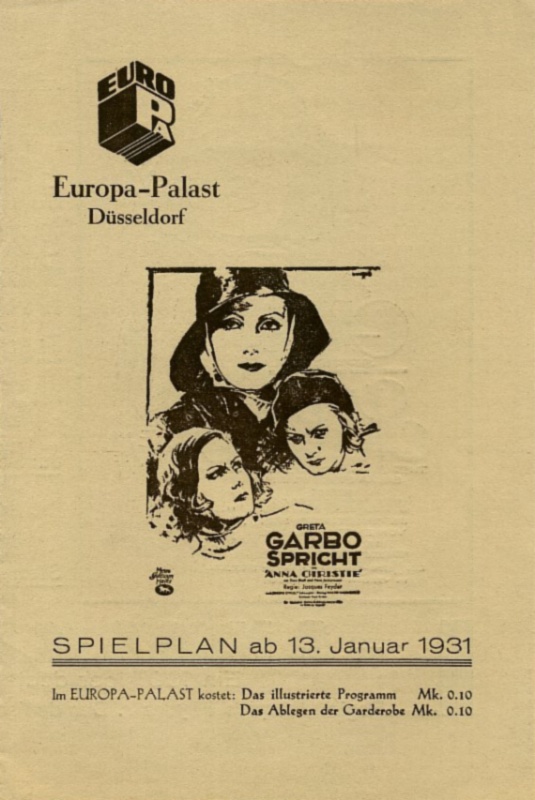 EURO
PA
Europa-Palast
Düsseldorf
GRETA
GARBO
SPRICHT
"ANNA CHRISTIE"
Regie: Jacques Feyder
SPIELPLAN ab 13. Januar 1931
Im EUROPA-PALAST kostet: Das illustrierte Programm Mk. 0.10
Das Ablegen der Garderobe Mk. 0.10